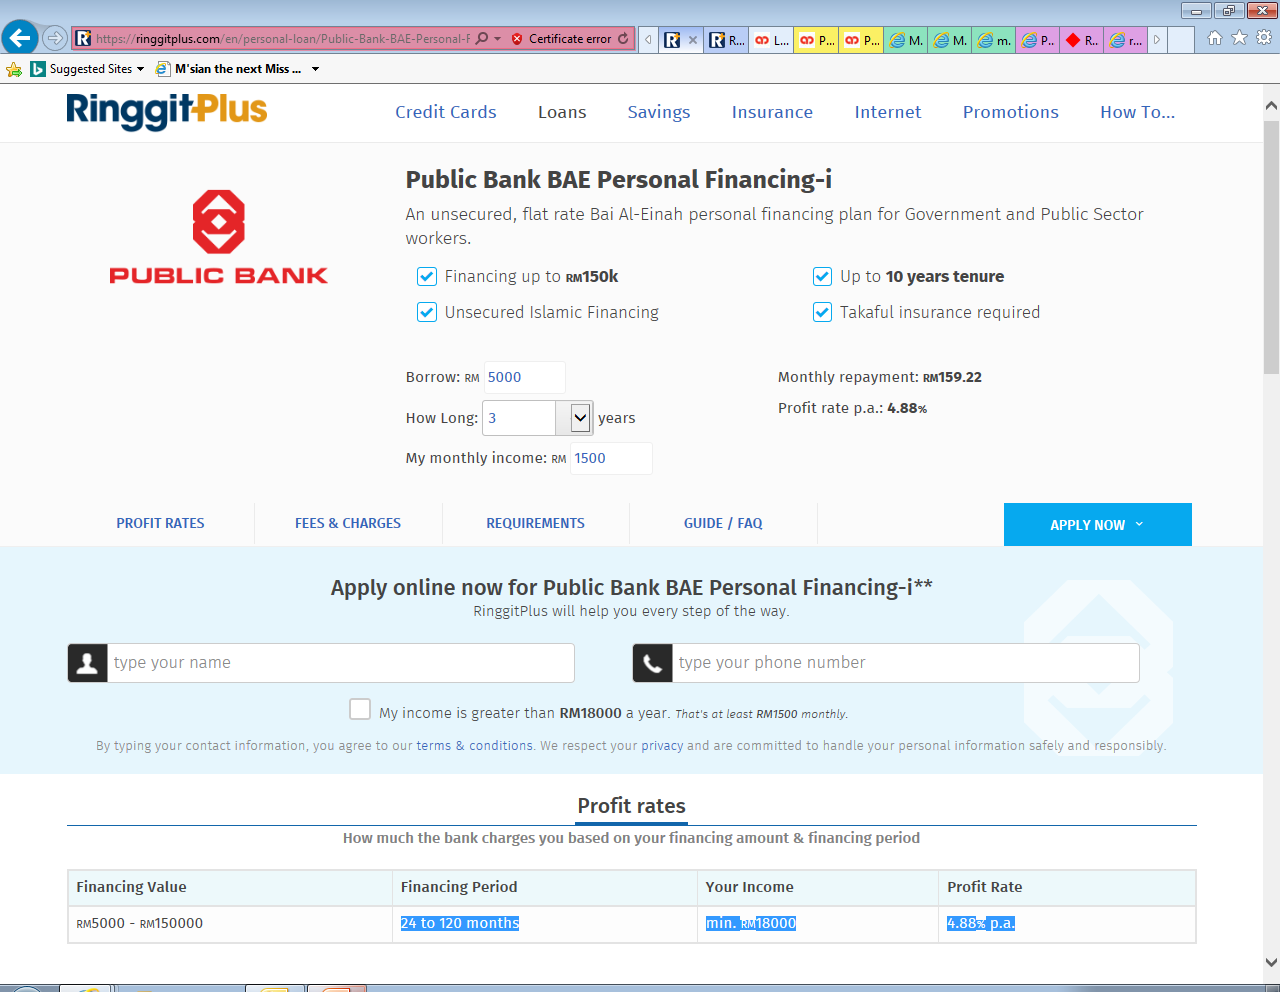 https://ringgitplus.com/en/personal-loan/Public-Bank-BAE-Personal-F Certificate error R... L... P... P... M... M... m... P... R... r...
Suggested Sites M'sian the next Miss ...
RinggitPlus Credit Cards Loans Savings Insurance Internet Promotions How To...
Public Bank BAE Personal Financing-i
An unsecured, flat rate Bai Al-Einah personal financing plan for Government and Public Sector
workers.
PUBLIC BANK
Financing up to RM150k Up to 10 years tenure
Unsecured Islamic Financing Takaful insurance required
Borrow: RM 5000 Monthly repayment: RM159.22
Profit rate p.a.: 4.88%
How Long: 3 years
My monthly income: RM 1500
PROFIT RATES FEES & CHARGES REQUIREMENTS GUIDE / FAQ APPLY NOW
Apply online now for Public Bank BAE Personal Financing-i**
RinggitPlus will help you every step of the way.
type your name type your phone number
My income is greater than RM18000 a year. That's at least RM1500 monthly.
By typing your contact information, you agree to our terms & conditions. We respect your privacy and are committed to handle your personal information safely and responsibly.
Profit rates
How much the bank charges you based on your financing amount & financing period
Financing Value Financing Period Your Income Profit Rate
RM5000 - RM150000 24 to 120 months min. RM18000 4.88% p.a.